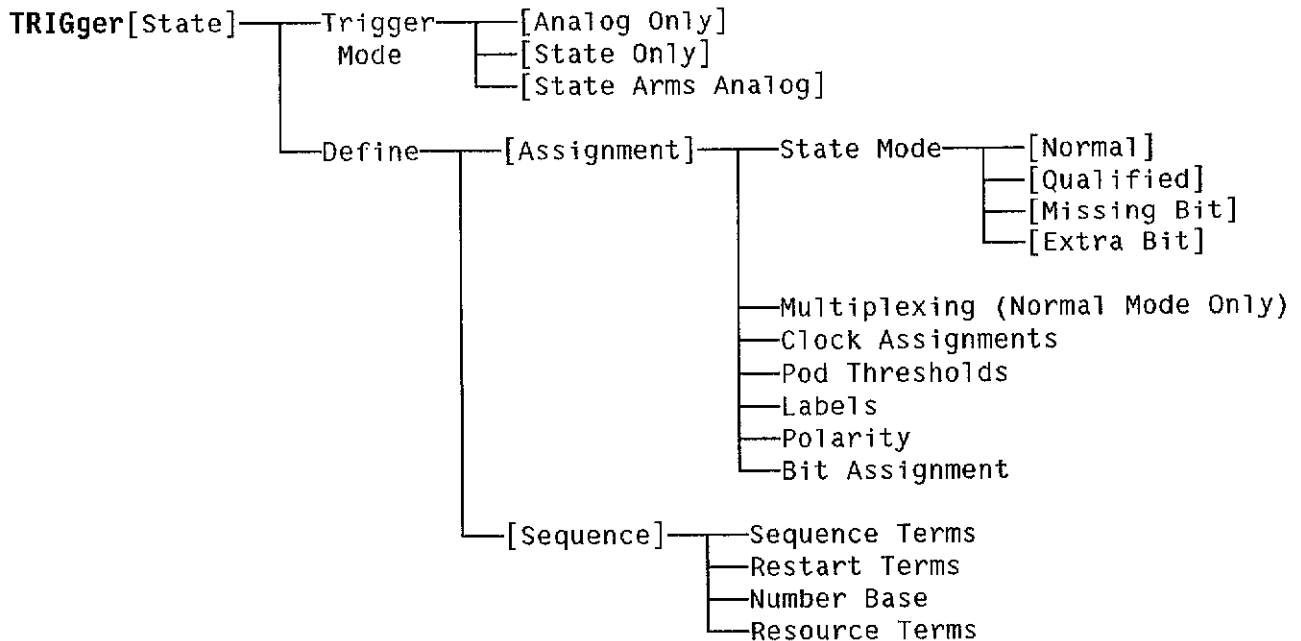 TRIGger[State] Trigger [Analog Only]
Mode [State Only]
[State Arms Analog]
Define [Assignment] State Mode [Normal]
[Qualified]
[Missing Bit]
[Extra Bit]
Multiplexing (Normal Mode Only)
Clock Assignments
Pod Thresholds
Labels
Polarity
Bit Assignment
[Sequence] Sequence Terms
Restart Terms
Number Base
Resource Terms